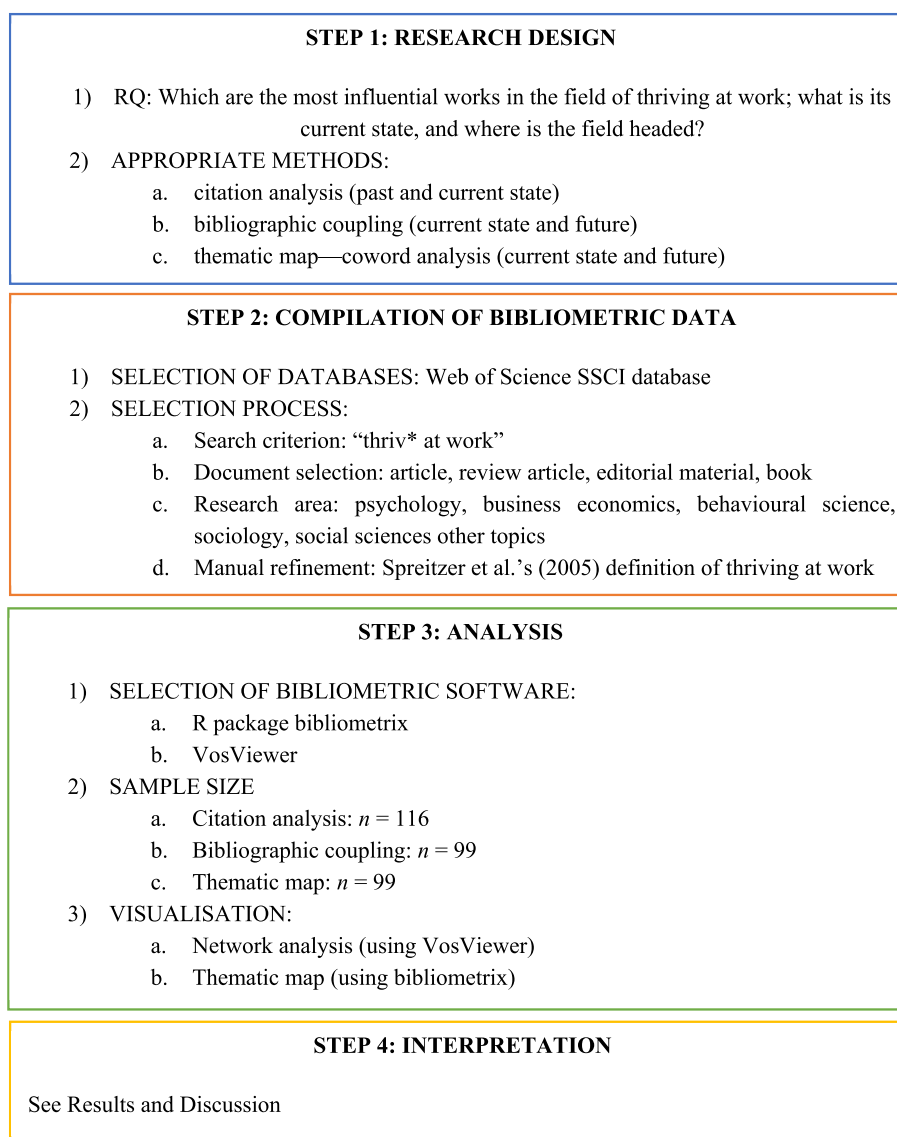 STEP 1: RESEARCH DESIGN
1) RQ: Which are the most influential works in the field of thriving at work; what is its
current state, and where is the field headed?
2) APPROPRIATE METHODS:
a. citation analysis (past and current state)
b. bibliographic coupling (current state and future)
c. thematic map—coword analysis (current state and future)
STEP 2: COMPILATION OF BIBLIOMETRIC DATA
1) SELECTION OF DATABASES: Web of Science SSCI database
2) SELECTION PROCESS:
a. Search criterion: “thriv* at work”
b. Document selection: article, review article, editorial material, book
c. Research area: psychology, business economics, behavioural science,
sociology, social sciences other topics
d. Manual refinement: Spreitzer et al.’s (2005) definition of thriving at work
STEP 3: ANALYSIS
1) SELECTION OF BIBLIOMETRIC SOFTWARE:
a. R package bibliometrix
b. VosViewer
2) SAMPLE SIZE
a. Citation analysis: n = 116
b. Bibliographic coupling: n = 99
c. Thematic map: n = 99
3) VISUALISATION:
a. Network analysis (using VosViewer)
b. Thematic map (using bibliometrix)
STEP 4: INTERPRETATION
See Results and Discussion